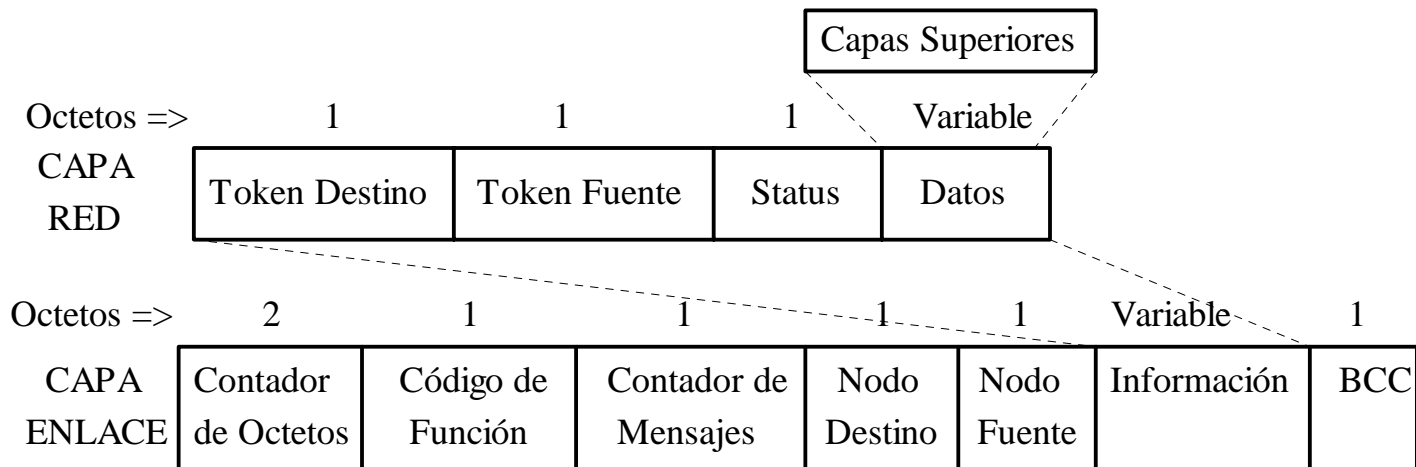 Capas Superiores
Octetos => 1 1 1 Variable
CAPA
RED
Token Destino Token Fuente Status Datos
Octetos => 2 1 1 1 1 Variable 1
CAPA Contador Código de Contador de Nodo Nodo Información BCC
ENLACE de Octetos Función Mensajes Destino Fuente